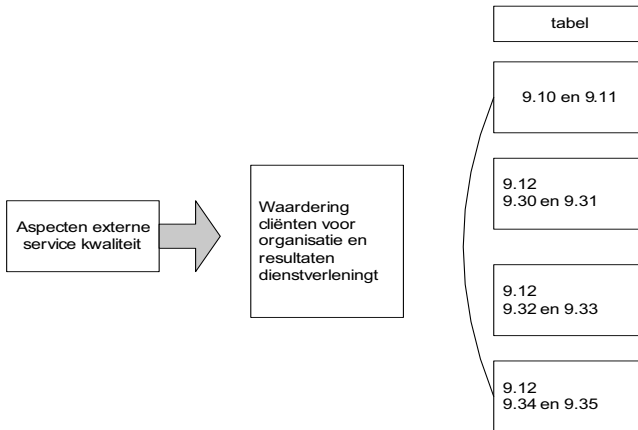 tabel
9.10 en 9.11
9.12
9.30 en 9.31
Aspecten externe
service kwaliteit
Waardering
cliënten voor
organisatie en
resultaten
dienstverleningt
9.12
9.32 en 9.33
9.12
9.34 en 9.35